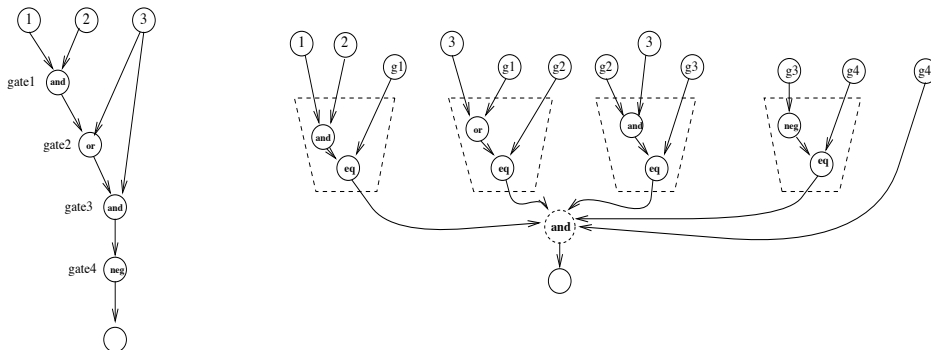 1 2 3
gate1 and
gate2 or
gate3 and
gate4 neg
1 2 g1 3 g1 g2 g2 3 g3 g3 g4 g4
and or and neg
eq eq eq eq
and